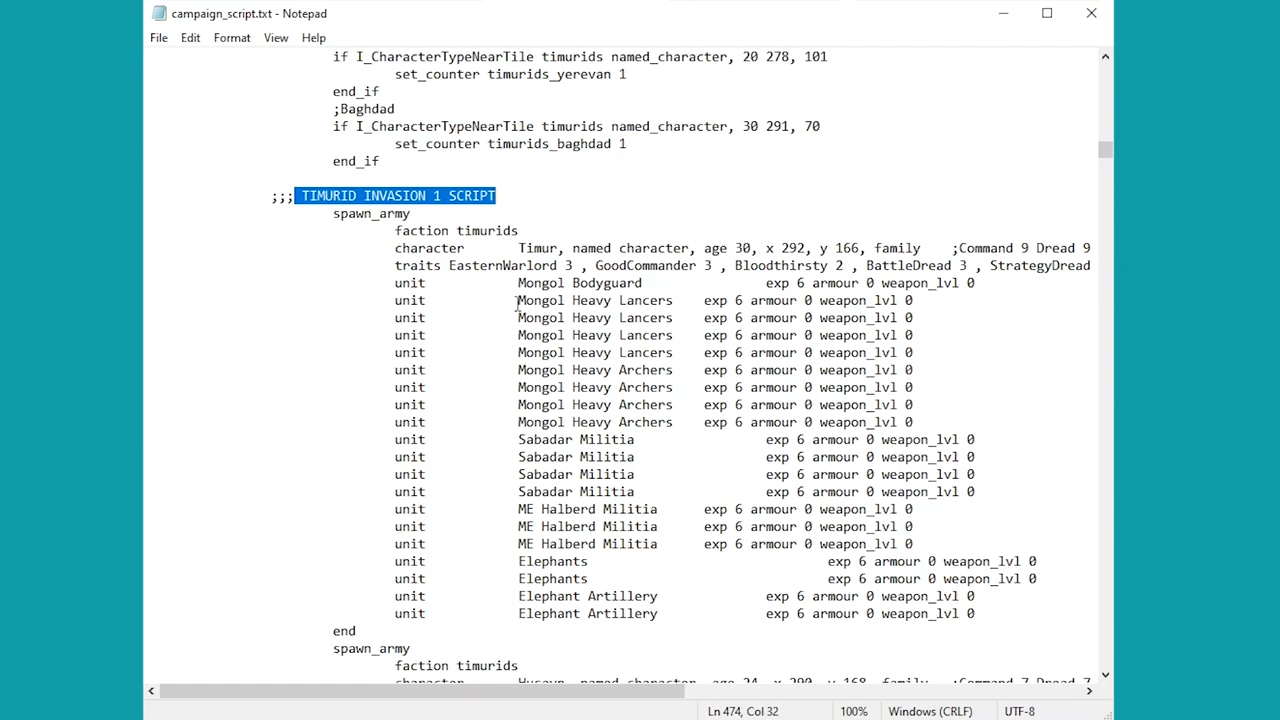 campaign_script.txt - Notepad
File Edit Format View Help
if I_CharacterTypeNearTile timurids named_character, 20 278, 101
set_counter timurids_yerevan 1
end_if
;Baghdad
if I_CharacterTypeNearTile timurids named_character, 30 291, 70
set_counter timurids_baghdad 1
end_if
;;; TIMURID INVASION 1 SCRIPT
spawn_army
faction timurids
character Timur, named character, age 30, x 292, y 166, family ;Command 9 Dread 9
traits EasternWarlord 3 , GoodCommander 3 , Bloodthirsty 2 , BattleDread 3 , StrategyDread
unit Mongol Bodyguard exp 6 armour 0 weapon_lvl 0
unit Mongol Heavy Lancers exp 6 armour 0 weapon_lvl 0
unit Mongol Heavy Lancers exp 6 armour 0 weapon_lvl 0
unit Mongol Heavy Lancers exp 6 armour 0 weapon_lvl 0
unit Mongol Heavy Lancers exp 6 armour 0 weapon_lvl 0
unit Mongol Heavy Archers exp 6 armour 0 weapon_lvl 0
unit Mongol Heavy Archers exp 6 armour 0 weapon_lvl 0
unit Mongol Heavy Archers exp 6 armour 0 weapon_lvl 0
unit Mongol Heavy Archers exp 6 armour 0 weapon_lvl 0
unit Sabadar Militia exp 6 armour 0 weapon_lvl 0
unit Sabadar Militia exp 6 armour 0 weapon_lvl 0
unit Sabadar Militia exp 6 armour 0 weapon_lvl 0
unit Sabadar Militia exp 6 armour 0 weapon_lvl 0
unit ME Halberd Militia exp 6 armour 0 weapon_lvl 0
unit ME Halberd Militia exp 6 armour 0 weapon_lvl 0
unit ME Halberd Militia exp 6 armour 0 weapon_lvl 0
unit Elephants exp 6 armour 0 weapon_lvl 0
unit Elephants exp 6 armour 0 weapon_lvl 0
unit Elephant Artillery exp 6 armour 0 weapon_lvl 0
unit Elephant Artillery exp 6 armour 0 weapon_lvl 0
end
spawn_army
faction timurids
character Husayn, named character, age 24, x 290, y 168, family ;Command 7 Dread 7
Ln 474, Col 32 100% Windows (CRLF) UTF-8